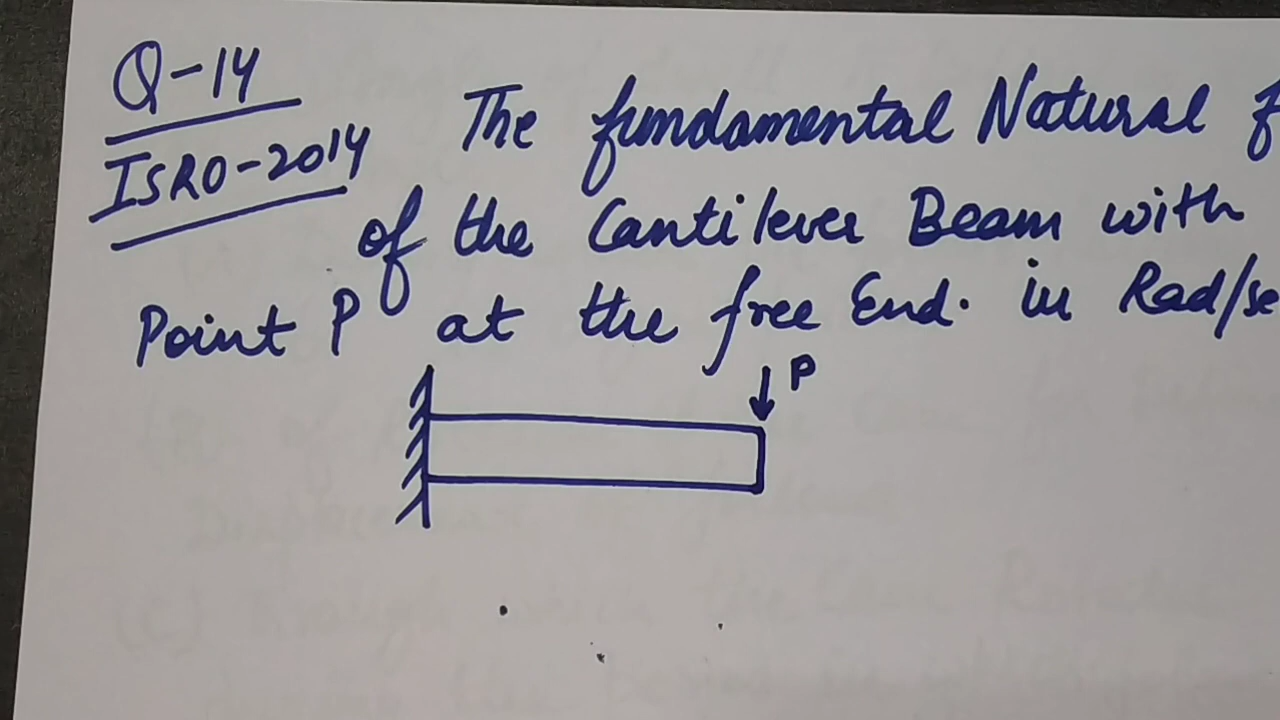 Q-14
ISRO-2014
The fundamental Natural
of the Cantilever Beam with
Point P at the free End. in Rad/se
P